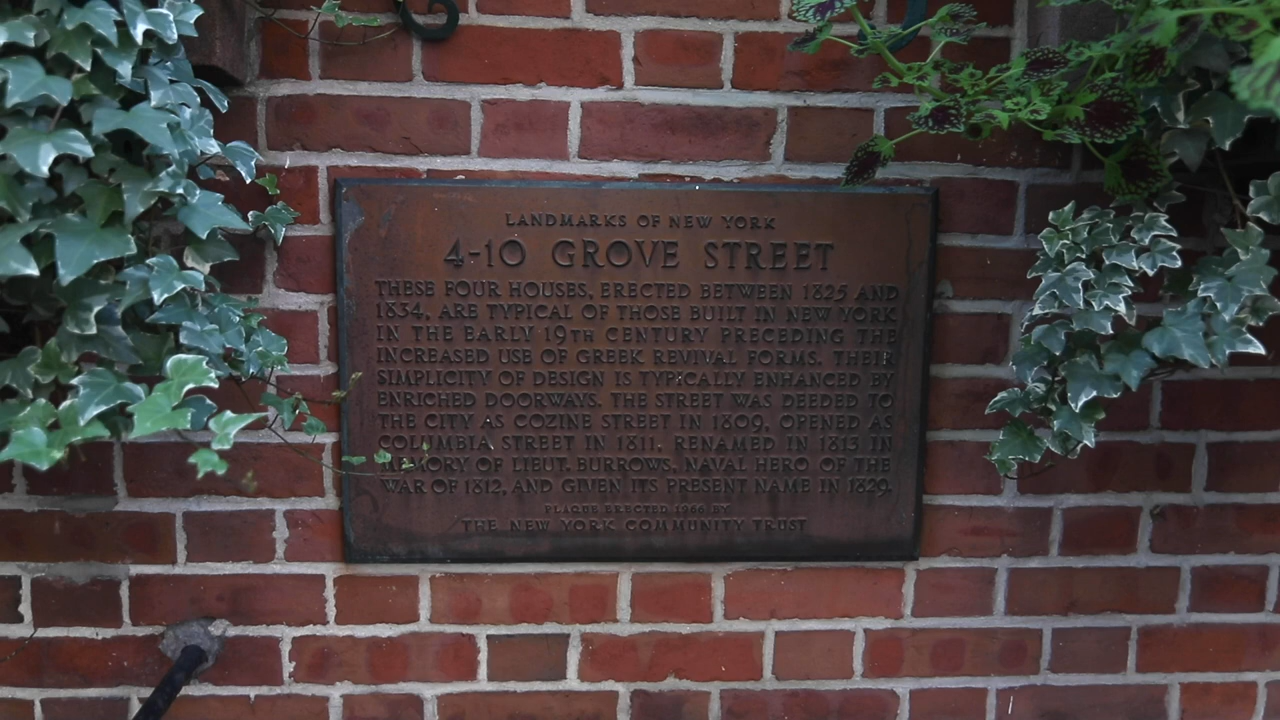 LANDMARKS OF NEW YORK
4-10 GROVE STREET
THESE FOUR HOUSES, ERECTED BETWEEN 1825 AND
1834, ARE TYPICAL OF THOSE BUILT IN NEW YORK
IN THE EARLY 19TH CENTURY PRECEDING THE
INCREASED USE OF GREEK REVIVAL FORMS. THEIR
SIMPLICITY OF DESIGN IS TYPICALLY ENHANCED BY
ENRICHED DOORWAYS. THE STREET WAS DEEDED TO
THE CITY AS COZINE STREET IN 1809, OPENED AS
COLUMBIA STREET IN 1811, RENAMED IN 1813 IN
MEMORY OF LIEUT. BURROWS, NAVAL HERO OF THE
WAR OF 1812, AND GIVEN ITS PRESENT NAME IN 1829.
PLAQUE ERECTED 1966 BY
THE NEW YORK COMMUNITY TRUST